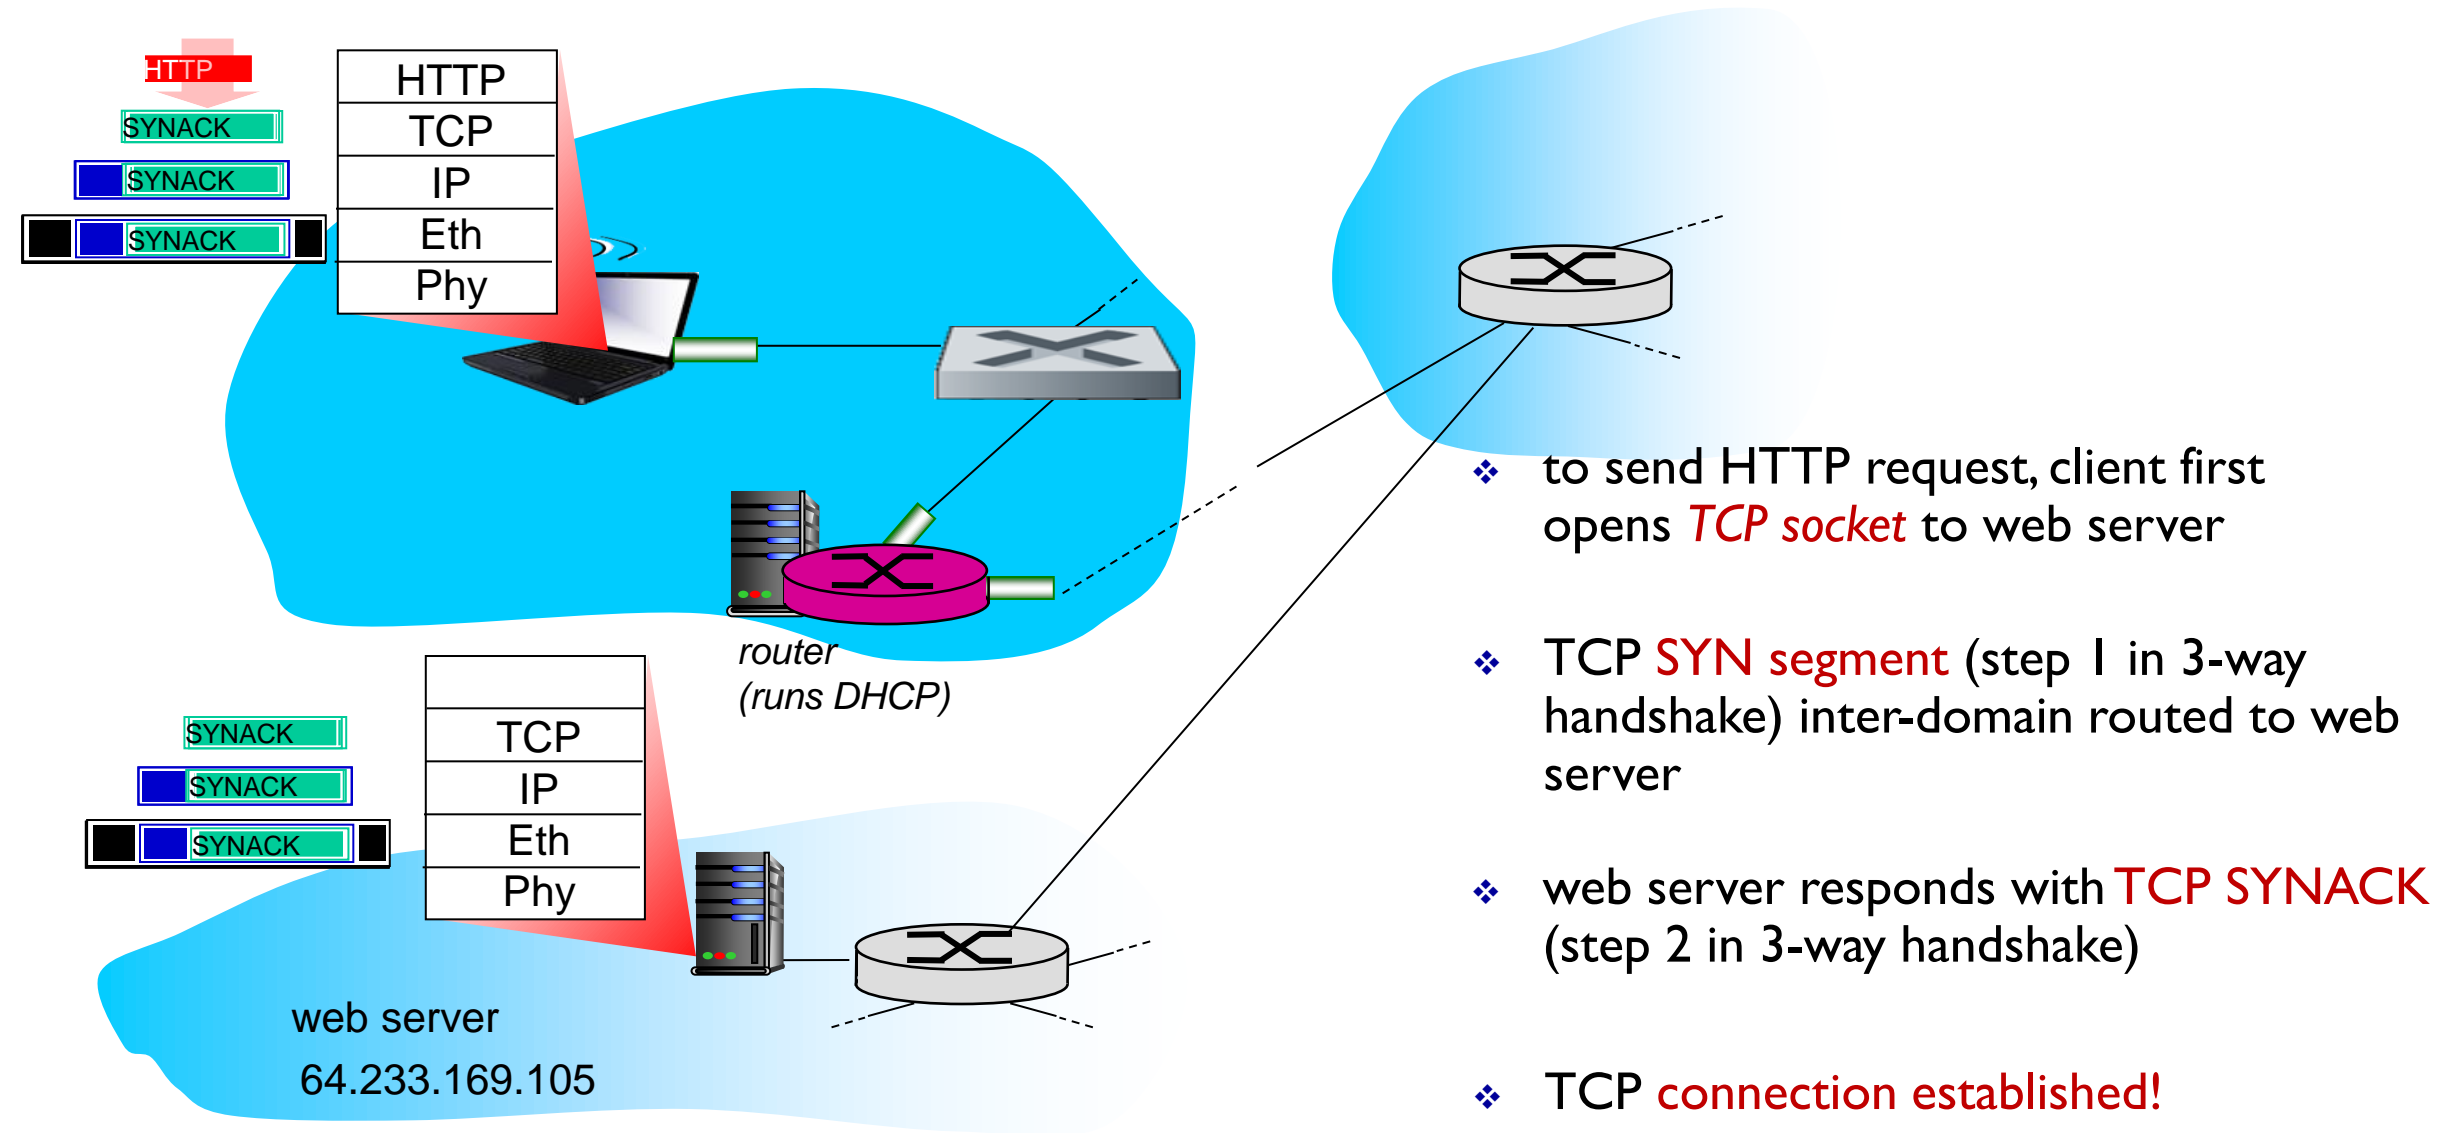 HTTP
SYNACK
SYNACK
SYNACK
HTTP
TCP
IP
Eth
Phy
router
(runs DHCP)
SYNACK
SYNACK
SYNACK
TCP
IP
Eth
Phy
web server
64.233.169.105
to send HTTP request, client first
opens TCP socket to web server
TCP SYN segment (step 1 in 3-way
handshake) inter-domain routed to web
server
web server responds with TCP SYNACK
(step 2 in 3-way handshake)
TCP connection established!